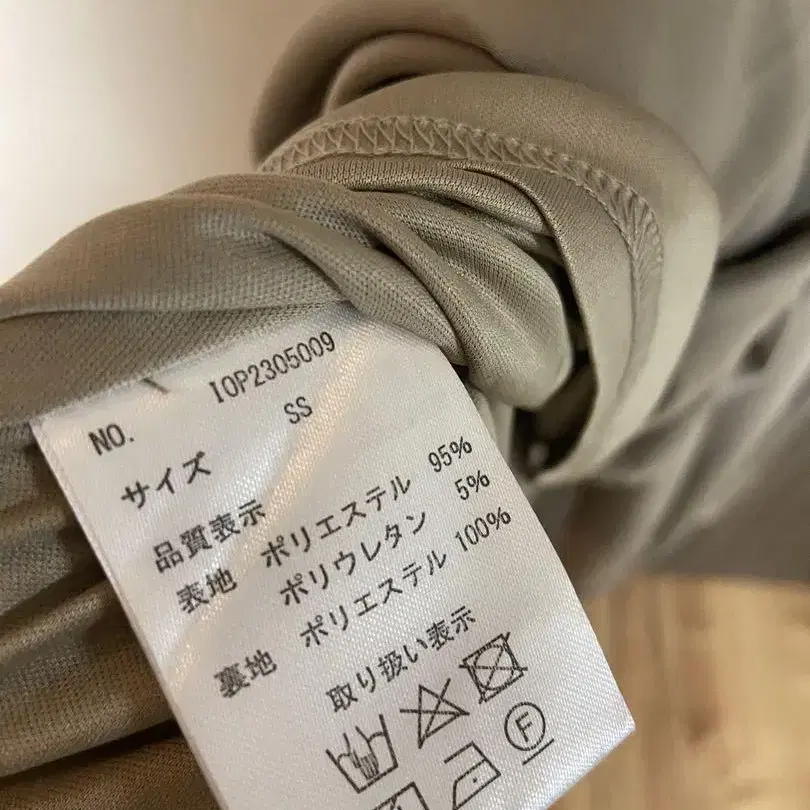 NO. IOP2305009
サイズ SS
品質表示
表地 ポリエステル 95%
ポリウレタン 5%
裏地 ポリエステル 100%
取り扱い表示
F